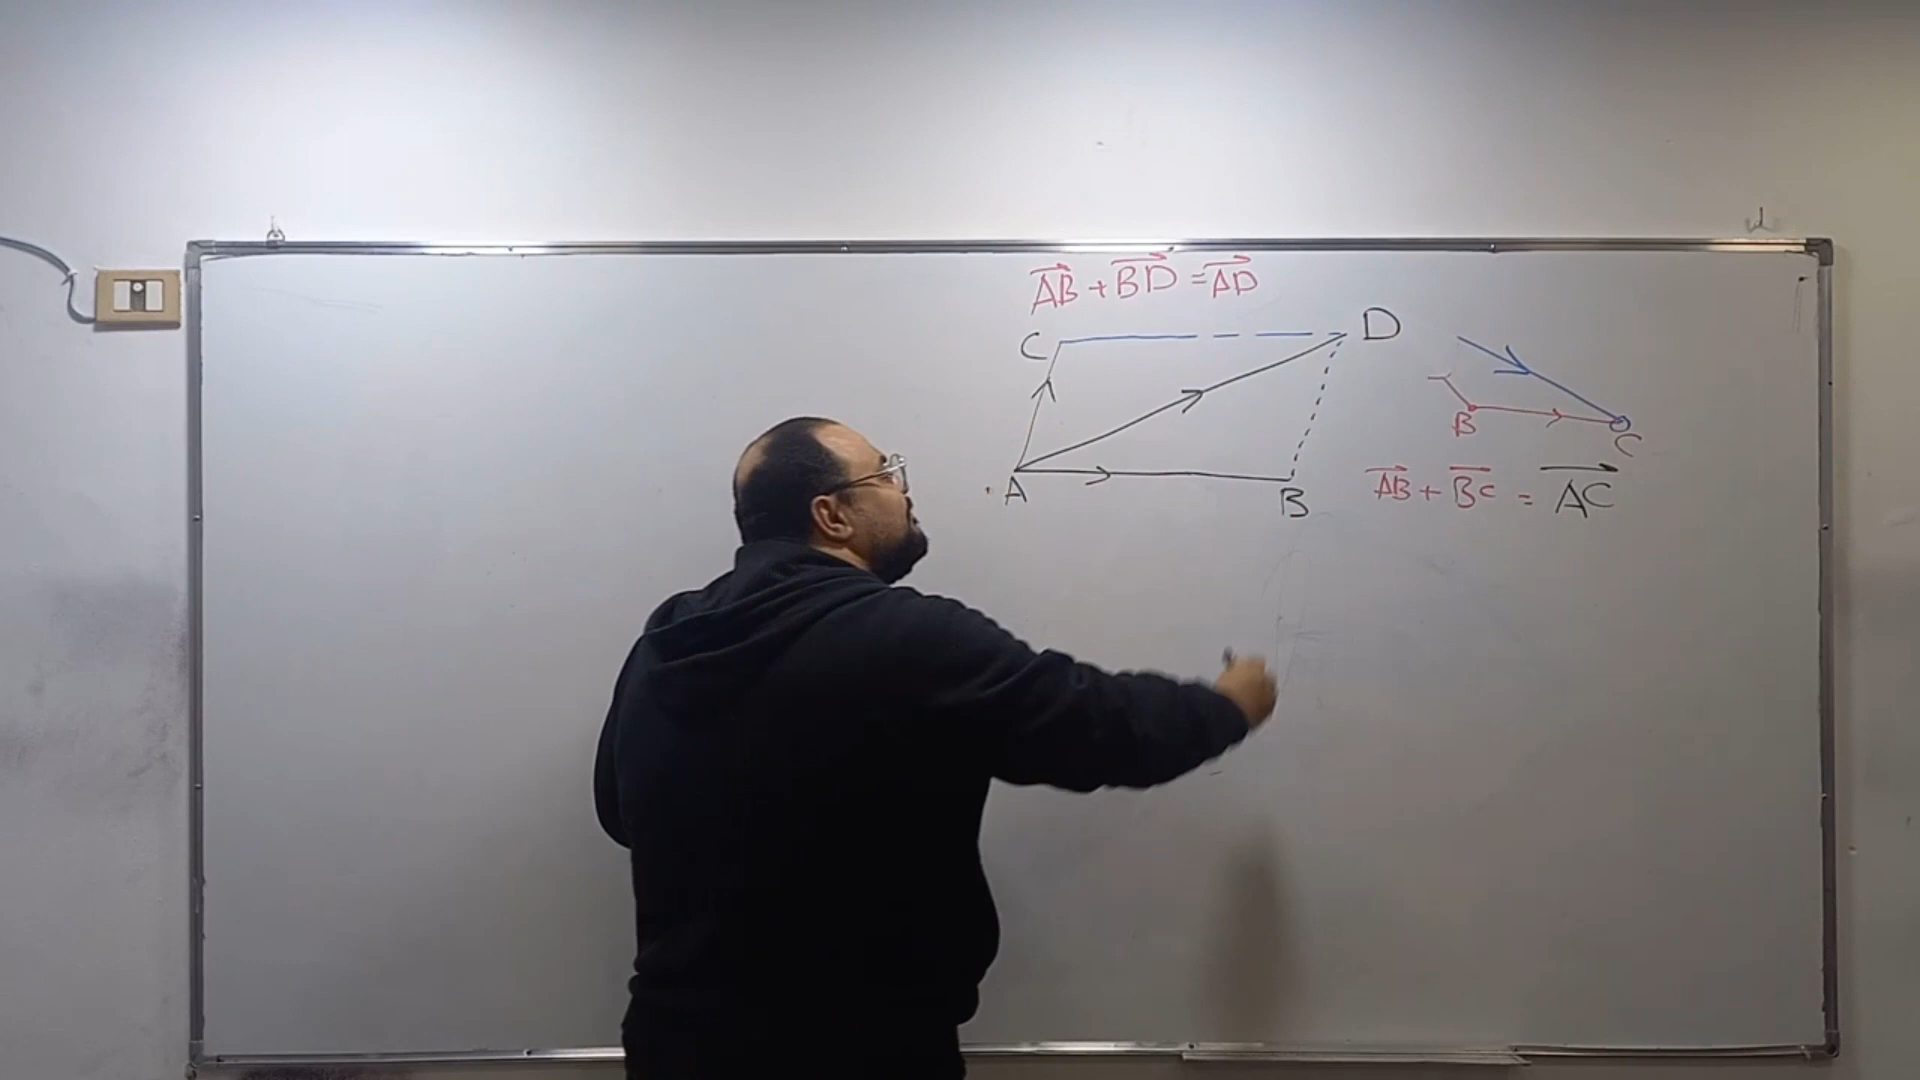 AB + BD = AD
C
D
A
B
B
C
AB + BC = AC